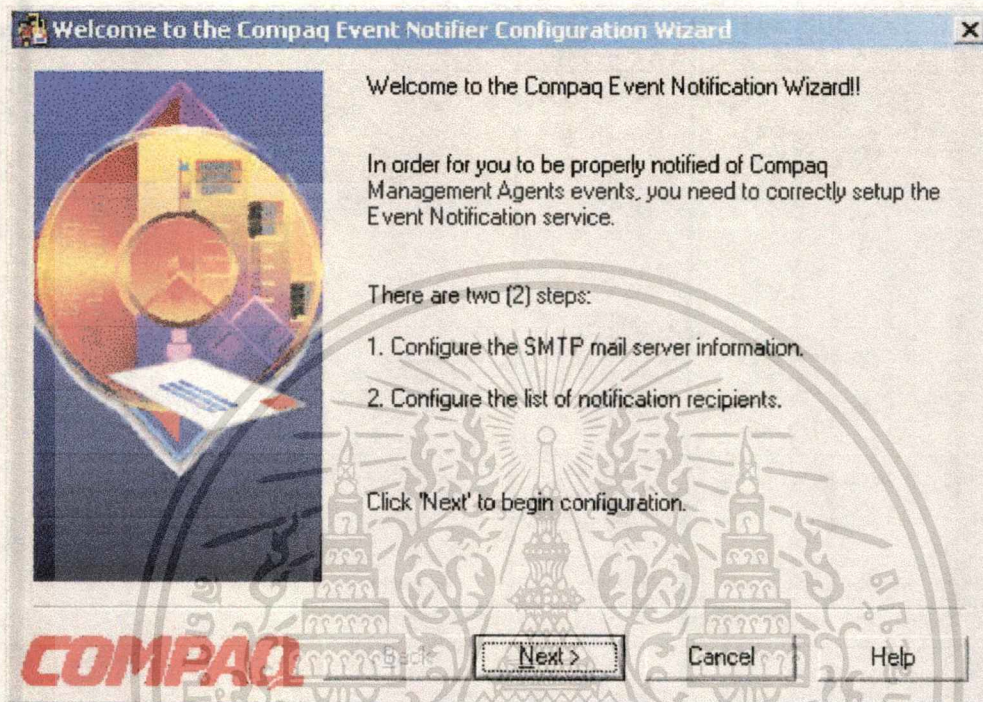 Welcome to the Compaq Event Notifier Configuration Wizard
Welcome to the Compaq Event Notification Wizard!!
In order for you to be properly notified of Compaq
Management Agents events, you need to correctly setup the
Event Notification service.
There are two (2) steps:
1. Configure the SMTP mail server information.
2. Configure the list of notification recipients.
Click 'Next' to begin configuration.
COMPAQ
< Back
Next >
Cancel
Help